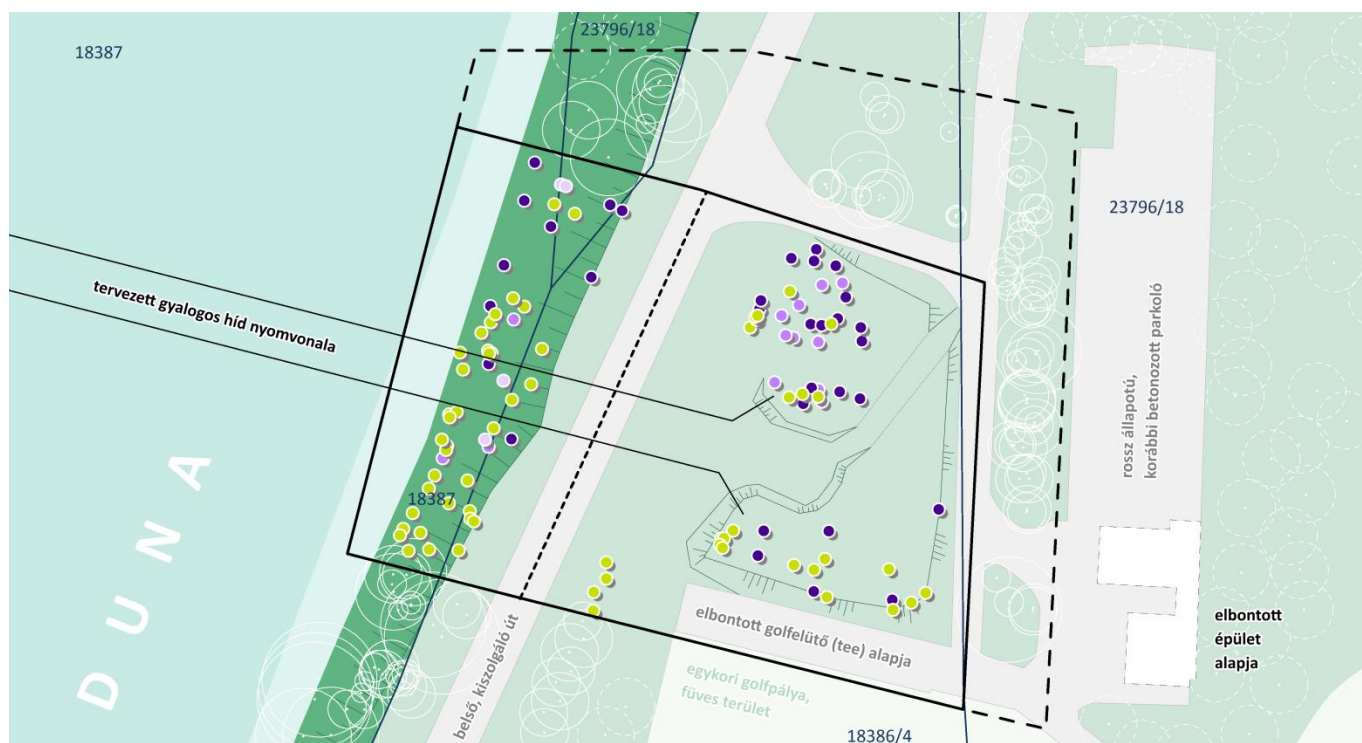 23796/18
18387
23796/18
tervezett gyalogos híd nyomvonala
rossz állapotú,
korábbi betonozott parkoló
18387
DUNA
belső, kiszolgáló út
elbontott golfelütő (tee) alapja
elbontott
épület
alapja
egykori golfpálya,
füves terület
18386/4